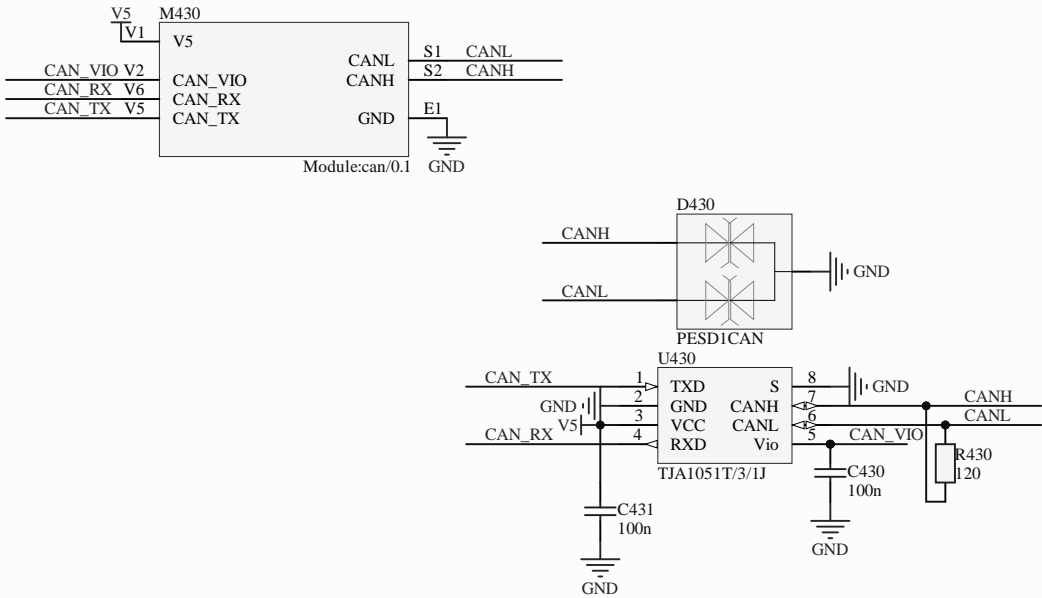 V5
M430
V1
V5
CANL
S1
CANL
CAN_VIO
V2
CAN_VIO
CANH
S2
CANH
CAN_RX
V6
CAN_RX
CAN_TX
V5
CAN_TX
GND
E1
GND
Module:can/0.1
D430
CANH
GND
CANL
PESD1CAN
U430
CAN_TX
1
TXD
S
8
GND
GND
2
GND
CANH
7
CANH
V5
3
VCC
CANL
6
CANL
CAN_RX
4
RXD
Vio
5
CAN_VIO
TJA1051T/3/1J
R430
120
C430
100n
C431
100n
GND
GND